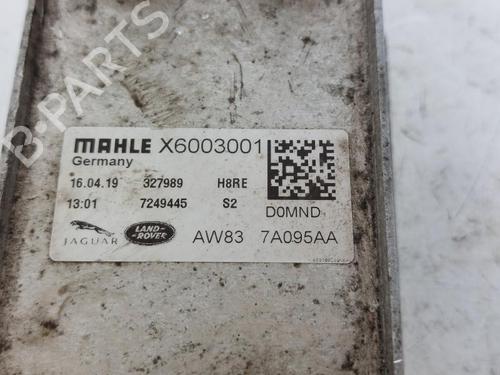 B-PARTS
MAHLE X6003001
Germany
16.04.19 327989 H8RE
13:01 7249445 S2
D0MND
JAGUAR LAND-ROVER AW83 7A095AA